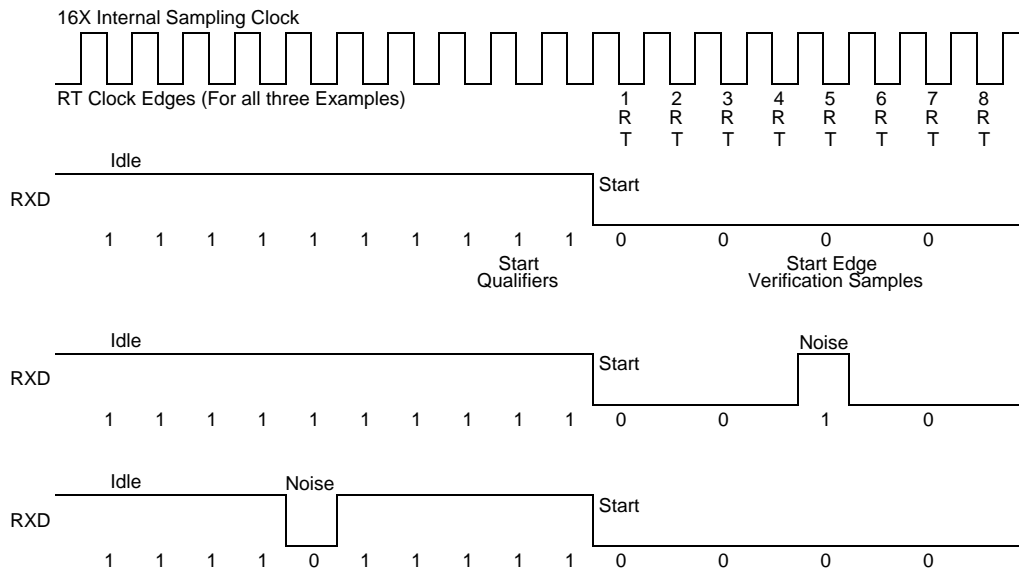 16X Internal Sampling Clock
RT Clock Edges (For all three Examples)
1 2 3 4 5 6 7 8
R R R R R R R R
T T T T T T T T
Idle
RXD
Start
1 1 1 1 1 1 1 1 1 1 0 0 0 0
Start
Qualifiers
Start Edge
Verification Samples
Idle
Noise
RXD
Start
1 1 1 1 1 1 1 1 1 1 0 0 1 0
Idle
Noise
RXD
Start
1 1 1 1 0 1 1 1 1 1 0 0 0 0